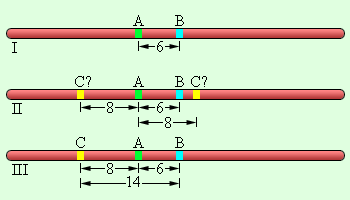 A B
I 6
C? A B C?
II 8 6
8
C A B
8 6
III 14